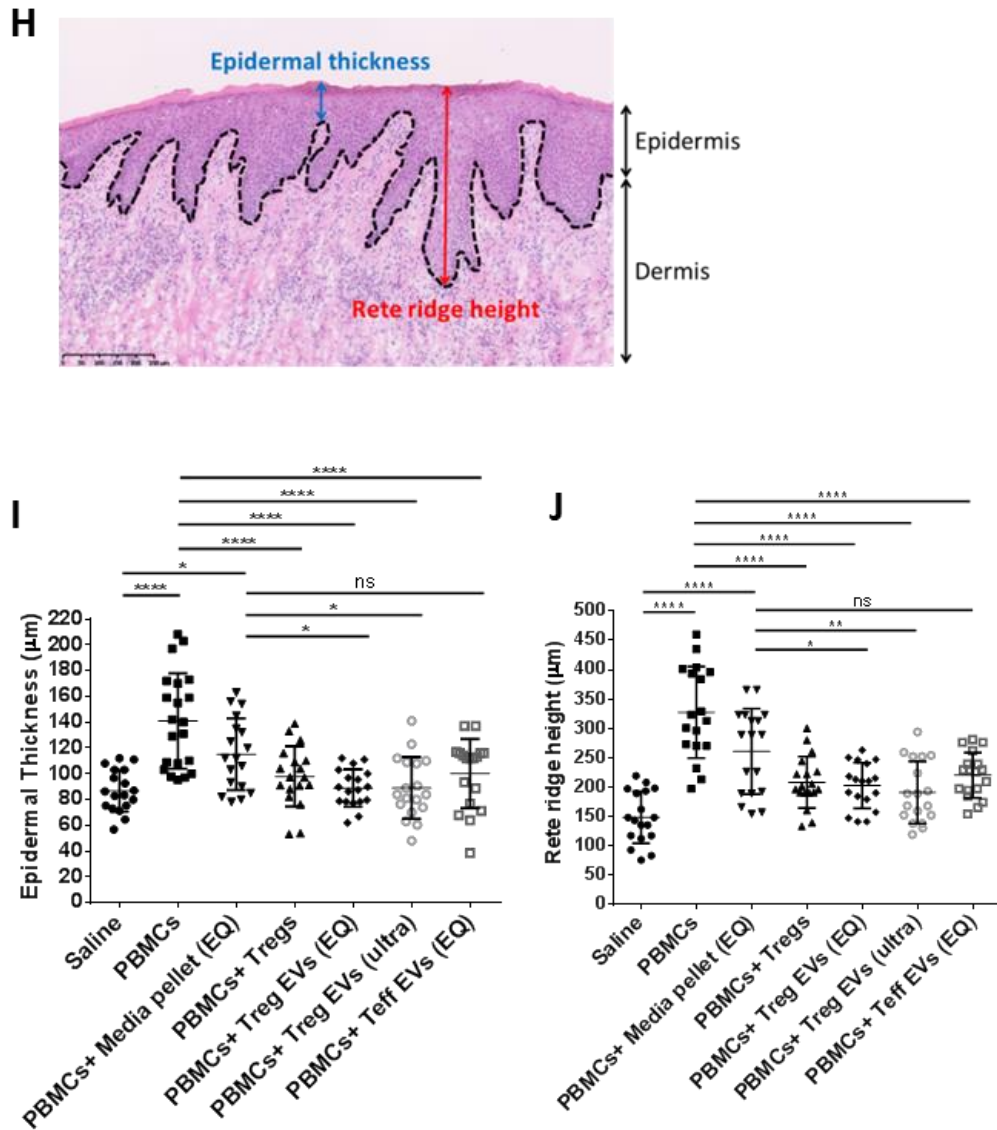 H
Epidermal thickness
Epidermis
Dermis
Rete ridge height
I
****
****
****
****
*
****
ns
*
*
Epidermal Thickness (µm)
220
200
180
160
140
120
100
80
60
40
20
0
Saline
PBMCs
PBMCs+ Media pellet (EQ)
PBMCs+ Tregs
PBMCs+ Treg EVs (EQ)
PBMCs+ Treg EVs (ultra)
PBMCs+ Teff EVs (EQ)
J
****
****
****
****
****
****
ns
**
*
Rete ridge height (µm)
500
450
400
350
300
250
200
150
100
50
0
Saline
PBMCs
PBMCs+ Media pellet (EQ)
PBMCs+ Tregs
PBMCs+ Treg EVs (EQ)
PBMCs+ Treg EVs (ultra)
PBMCs+ Teff EVs (EQ)